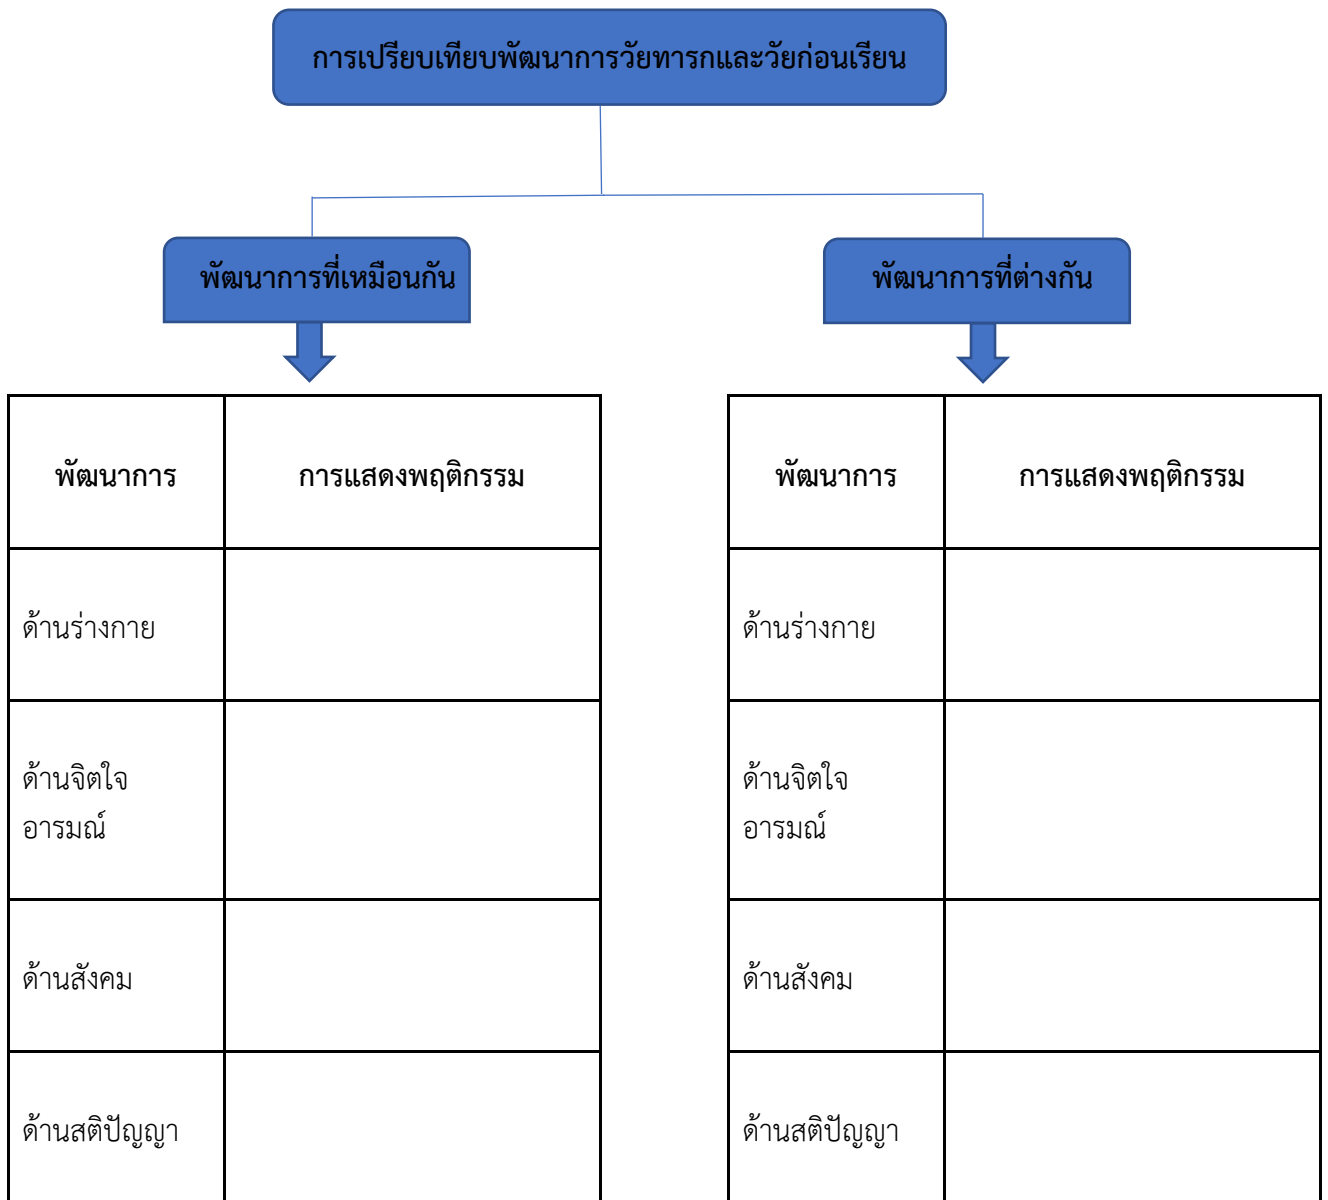 การเปรียบเทียบพัฒนาการวัยทารกและวัยก่อนเรียน
พัฒนาการที่เหมือนกัน
พัฒนาการ
การแสดงพฤติกรรม
ด้านร่างกาย
ด้านจิตใจ
อารมณ์
ด้านสังคม
ด้านสติปัญญา
พัฒนาการที่ต่างกัน
พัฒนาการ
การแสดงพฤติกรรม
ด้านร่างกาย
ด้านจิตใจ
อารมณ์
ด้านสังคม
ด้านสติปัญญา